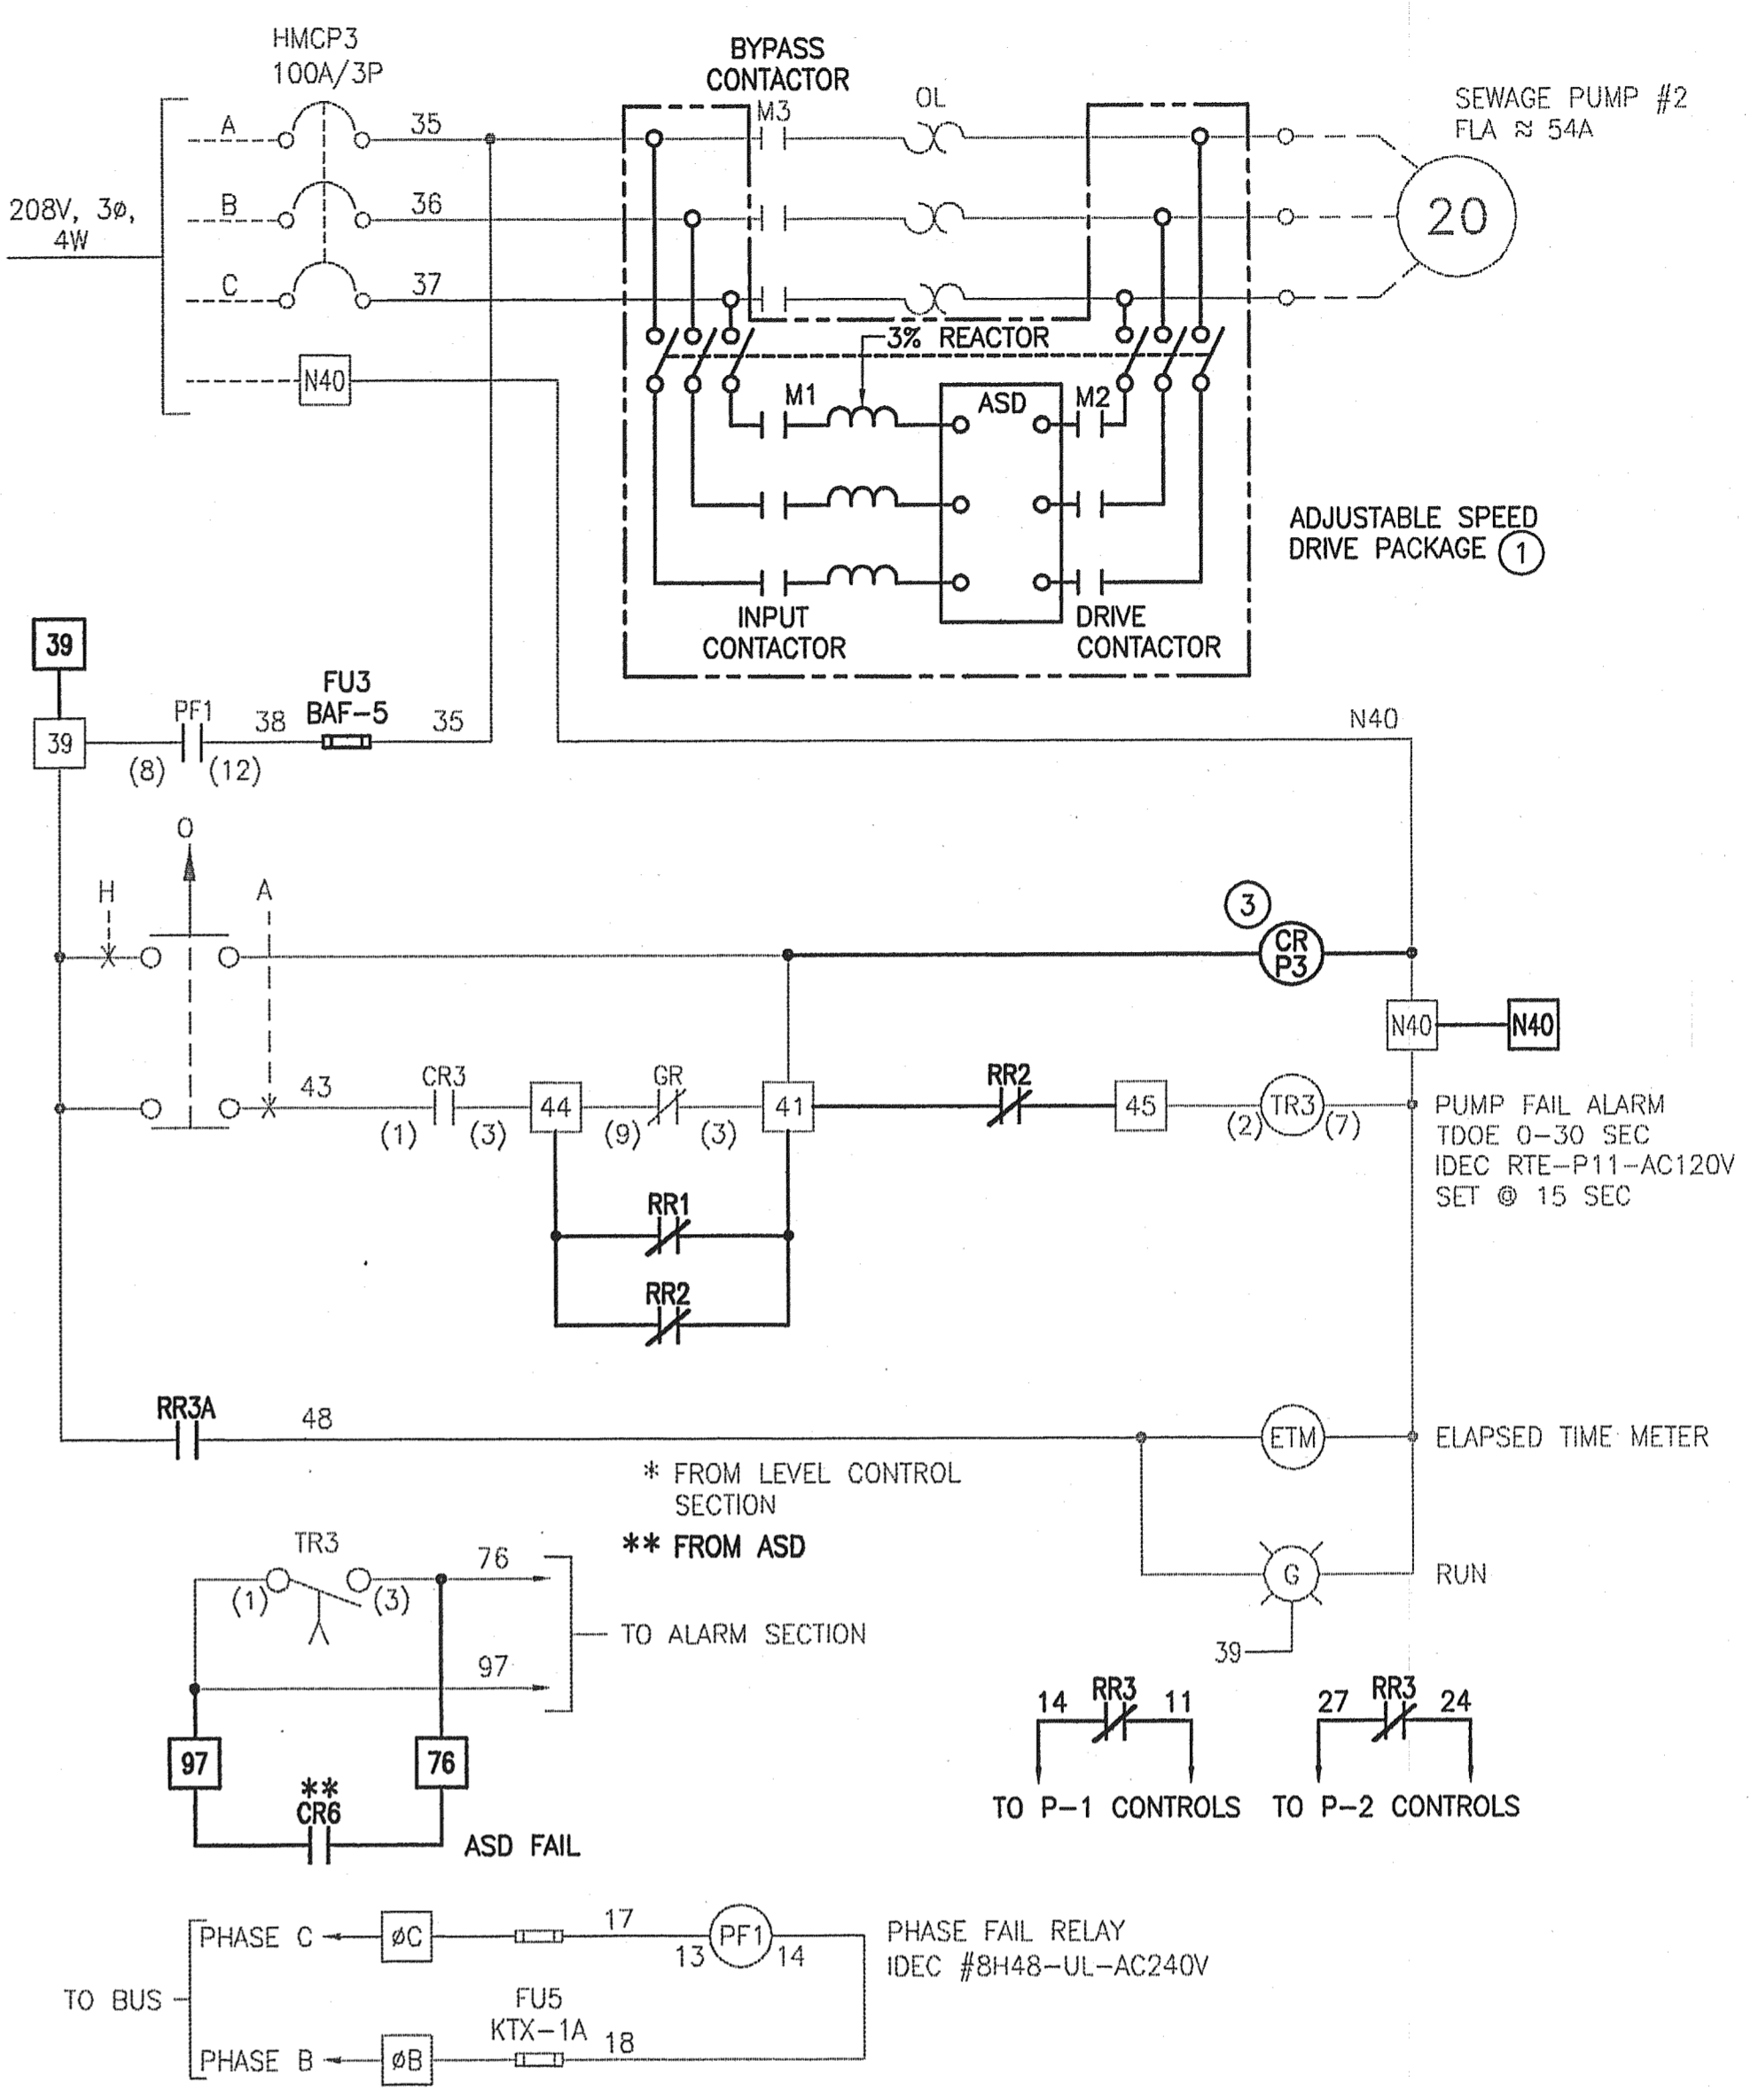 HMCP3
100A/3P
BYPASS
CONTACTOR
M3
OL
SEWAGE PUMP #2
FLA ≈ 54A
A
35
B
36
20
208V, 3ø,
4W
C
37
3% REACTOR
N40
M1
ASD
M2
ADJUSTABLE SPEED
DRIVE PACKAGE 1
INPUT
CONTACTOR
DRIVE
CONTACTOR
39
FU3
BAF-5
PF1
38
35
N40
39
(8)
(12)
O
H
A
3
CR
P3
N40
N40
43
CR3
44
GR
41
RR2
45
TR3
(1)
(3)
(9)
(3)
(2)
(7)
PUMP FAIL ALARM
TDOE 0-30 SEC
IDEC RTE-P11-AC120V
SET @ 15 SEC
RR1
RR2
RR3A
48
ETM
ELAPSED TIME METER
* FROM LEVEL CONTROL
SECTION
** FROM ASD
TR3
76
(1)
(3)
G
RUN
TO ALARM SECTION
39
97
14
RR3
11
27
RR3
24
97
76
TO P-1 CONTROLS
TO P-2 CONTROLS
**
CR6
ASD FAIL
PHASE C
øC
17
PF1
13
14
PHASE FAIL RELAY
IDEC #8H48-UL-AC240V
TO BUS
FU5
KTX-1A
18
PHASE B
øB